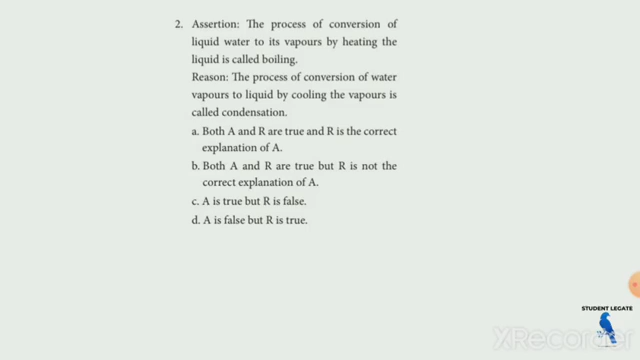 2. Assertion: The process of conversion of
liquid water to its vapours by heating the
liquid is called boiling.
Reason: The process of conversion of water
vapours to liquid by cooling the vapours is
called condensation.
a. Both A and R are true and R is the correct
explanation of A.
b. Both A and R are true but R is not the
correct explanation of A.
c. A is true but R is false.
d. A is false but R is true.
STUDENT LEGATE
XRecorder